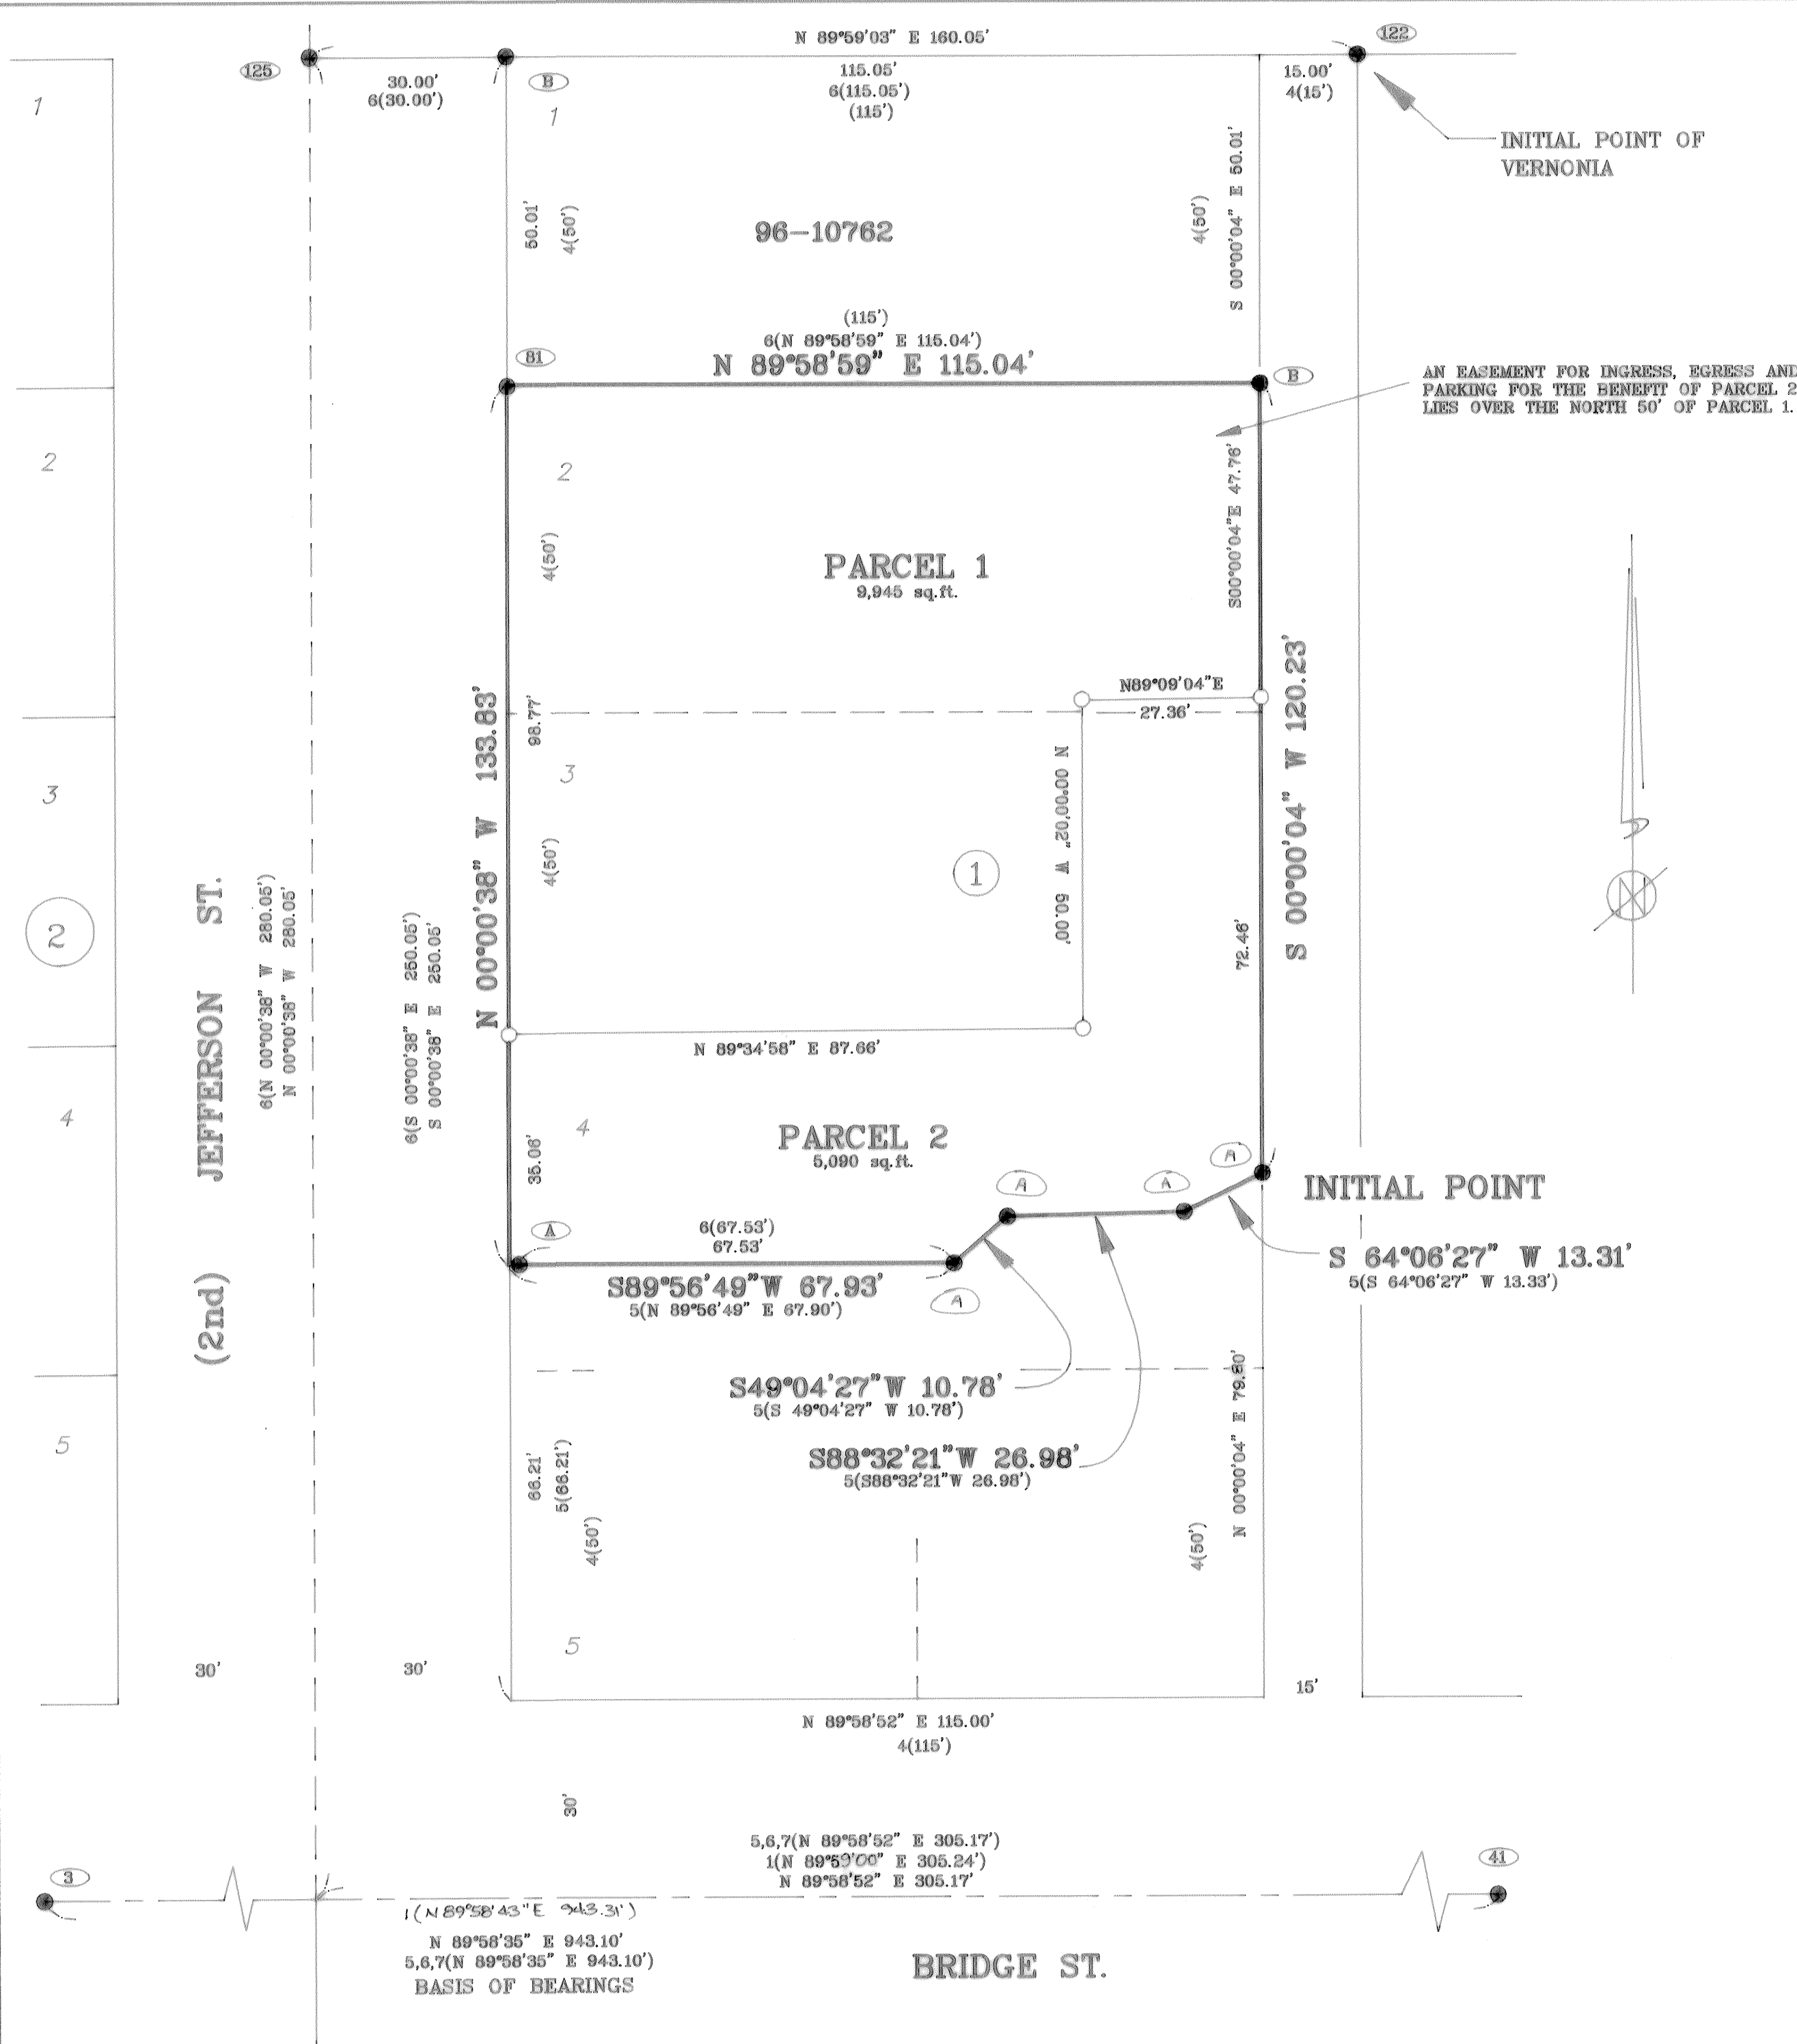 N 89°59'03" E 160.05'
122
125
30.00'
6(30.00')
B
115.05'
6(115.05')
(115')
15.00'
4(15')
1
1
INITIAL POINT OF
VERNONIA
50.01'
4(50')
96-10762
4(50')
S 00°00'04" E 50.01'
(115')
6(N 89°58'59" E 115.04')
N 89°58'59" E 115.04'
81
B
AN EASEMENT FOR INGRESS, EGRESS AND
PARKING FOR THE BENEFIT OF PARCEL 2
LIES OVER THE NORTH 50' OF PARCEL 1.
2
2
4(50')
PARCEL 1
9,945 sq.ft.
S00°00'04"E 47.76'
N89°09'04"E
27.36'
N 00°00'38" W 133.83'
98.77'
3
3
4(50')
N 00°00'02" W 50.00'
1
72.46'
S 00°00'04" W 120.23'
N
2
JEFFERSON ST.
(2nd)
6(N 00°00'38" W 280.05')
N 00°00'38" W 280.05'
6(S 00°00'38" E 250.05')
S 00°00'38" E 250.05'
N 89°34'58" E 87.66'
4
4
35.06'
PARCEL 2
5,090 sq.ft.
A
A
A
INITIAL POINT
A
6(67.53')
67.53'
S89°56'49"W 67.93'
5(N 89°56'49" E 67.90')
A
S 64°06'27" W 13.31'
5(S 64°06'27" W 13.33')
S49°04'27"W 10.78'
5(S 49°04'27" W 10.78')
S88°32'21"W 26.98'
5(S88°32'21"W 26.98')
5
66.21'
5(66.21')
4(50')
4(50')
N 00°00'04" E 79.80'
5
30'
30'
15'
N 89°58'52" E 115.00'
4(115')
30'
5,6,7(N 89°58'52" E 305.17')
1(N 89°59'00" E 305.24')
N 89°58'52" E 305.17'
3
41
1(N 89°58'43"E 943.31')
N 89°58'35" E 943.10'
5,6,7(N 89°58'35" E 943.10')
BASIS OF BEARINGS
BRIDGE ST.